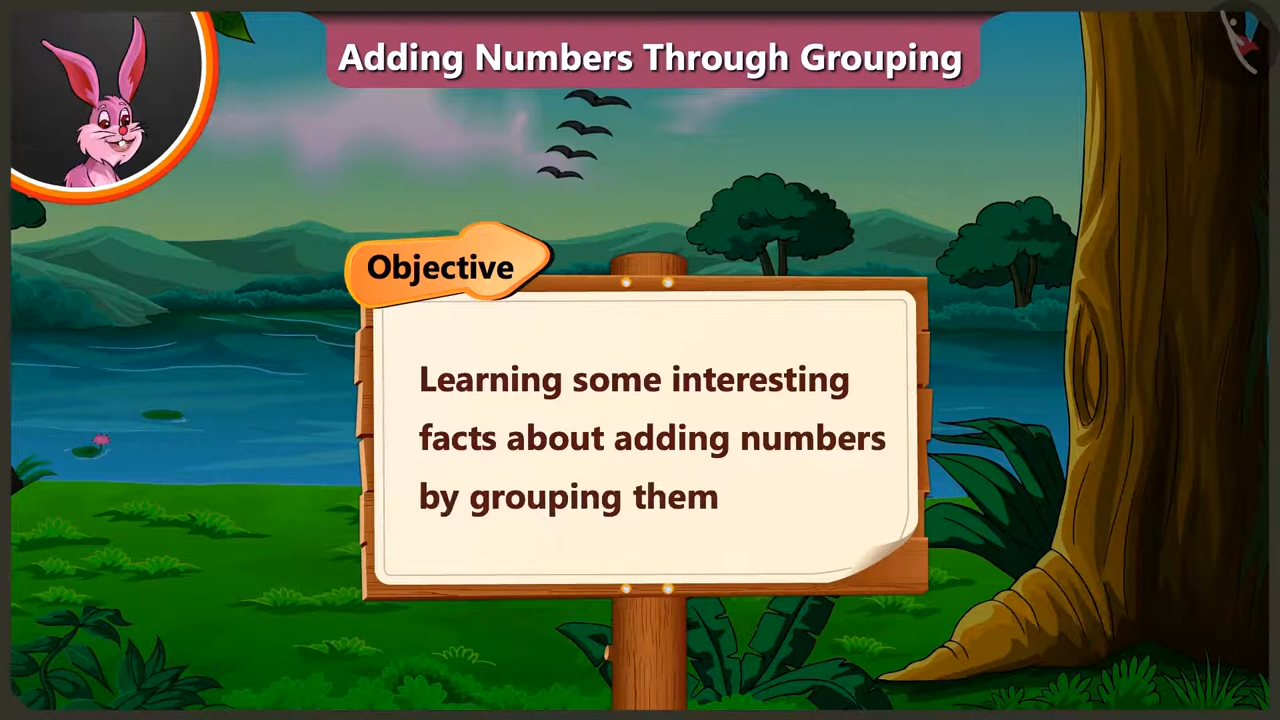 Adding Numbers Through Grouping
Objective
Learning some interesting
facts about adding numbers
by grouping them